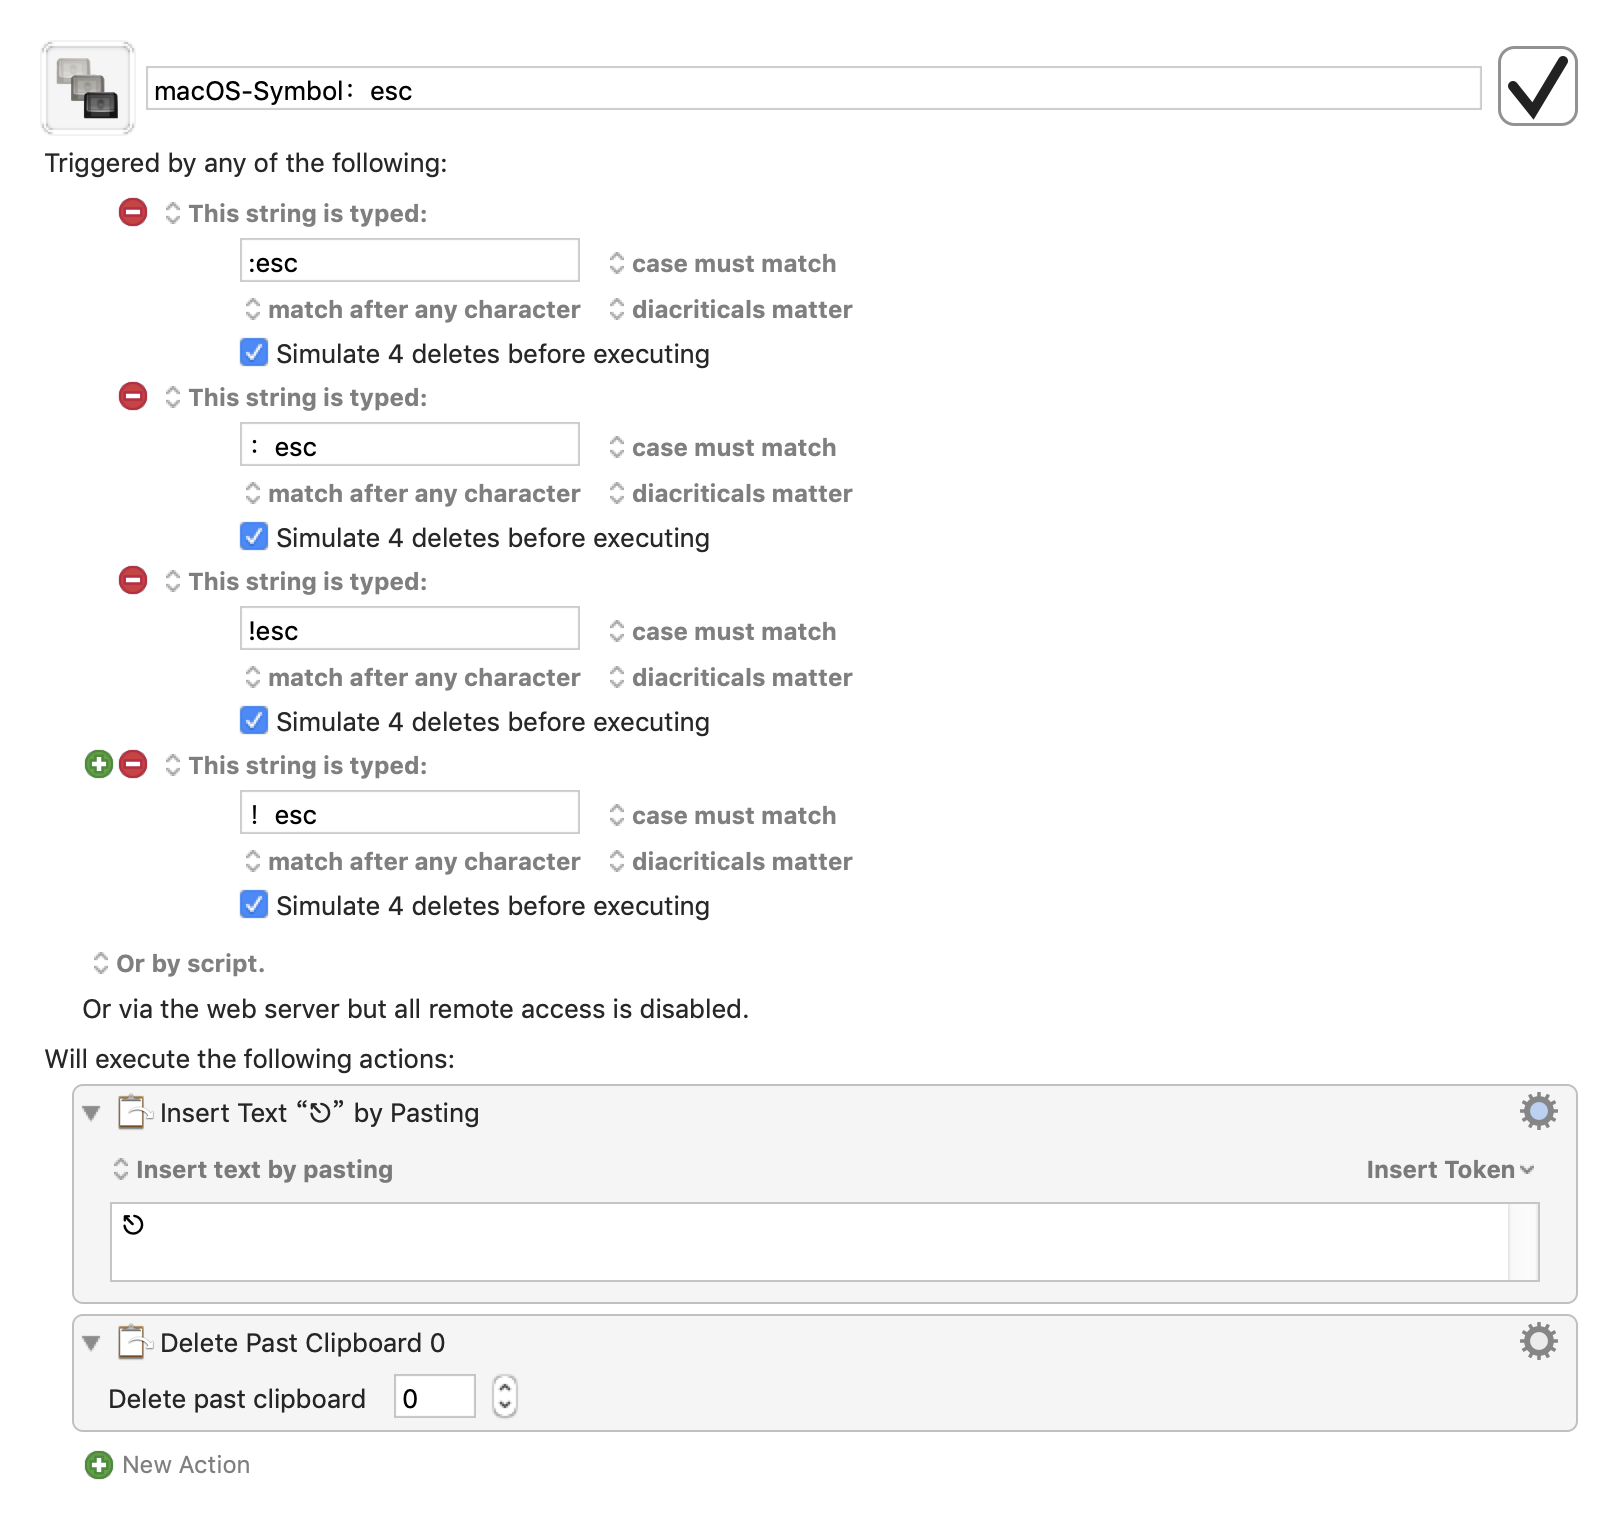 macOS-Symbol：esc
Triggered by any of the following:
This string is typed:
:esc
case must match
match after any character
diacriticals matter
Simulate 4 deletes before executing
This string is typed:
：esc
case must match
match after any character
diacriticals matter
Simulate 4 deletes before executing
This string is typed:
!esc
case must match
match after any character
diacriticals matter
Simulate 4 deletes before executing
This string is typed:
！esc
case must match
match after any character
diacriticals matter
Simulate 4 deletes before executing
Or by script.
Or via the web server but all remote access is disabled.
Will execute the following actions:
Insert Text “⎋” by Pasting
Insert text by pasting
Insert Token
⎋
Delete Past Clipboard 0
Delete past clipboard 0
New Action